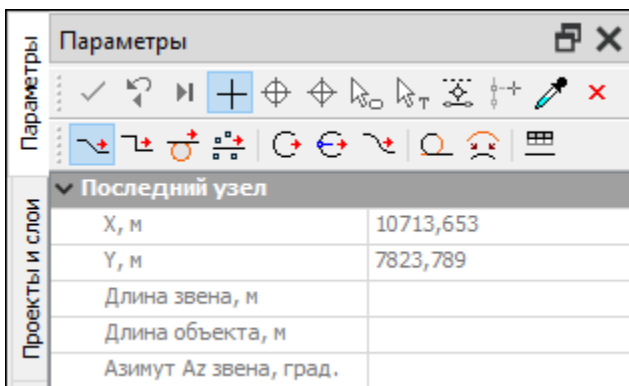 Параметры
Параметры
Проекты и слои
Последний узел
X, м 10713,653
Y, м 7823,789
Длина звена, м
Длина объекта, м
Азимут Az звена, град.